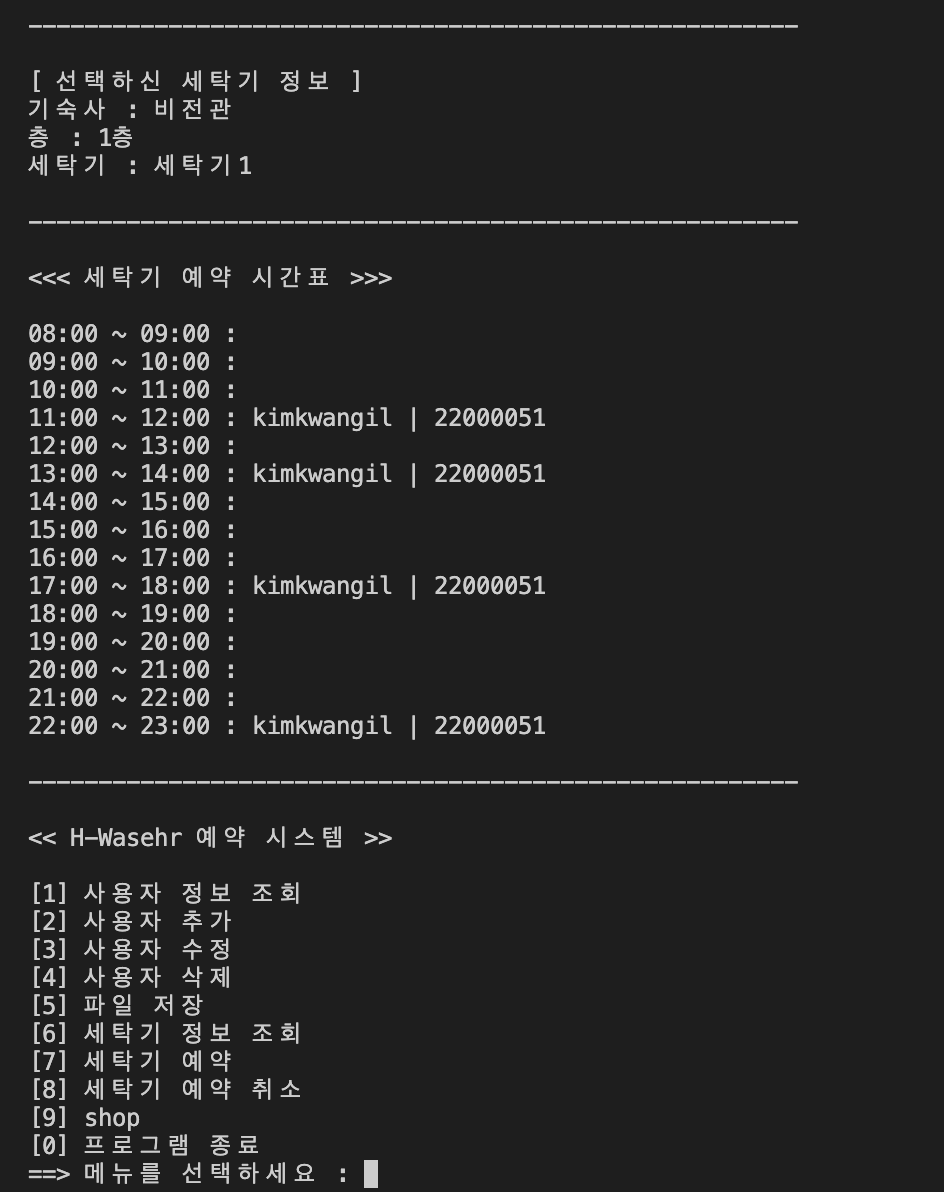 [ 선택하신 세탁기 정보 ]
기숙사 : 비전관
층 : 1층
세탁기 : 세탁기1
<<< 세탁기 예약 시간표 >>>
08:00 ~ 09:00 :
09:00 ~ 10:00 :
10:00 ~ 11:00 :
11:00 ~ 12:00 : kimkwangil | 22000051
12:00 ~ 13:00 :
13:00 ~ 14:00 : kimkwangil | 22000051
14:00 ~ 15:00 :
15:00 ~ 16:00 :
16:00 ~ 17:00 :
17:00 ~ 18:00 : kimkwangil | 22000051
18:00 ~ 19:00 :
19:00 ~ 20:00 :
20:00 ~ 21:00 :
21:00 ~ 22:00 :
22:00 ~ 23:00 : kimkwangil | 22000051
<< H-Wasehr 예약 시스템 >>
[1] 사용자 정보 조회
[2] 사용자 추가
[3] 사용자 수정
[4] 사용자 삭제
[5] 파일 저장
[6] 세탁기 정보 조회
[7] 세탁기 예약
[8] 세탁기 예약 취소
[9] shop
[0] 프로그램 종료
==> 메뉴를 선택하세요 :